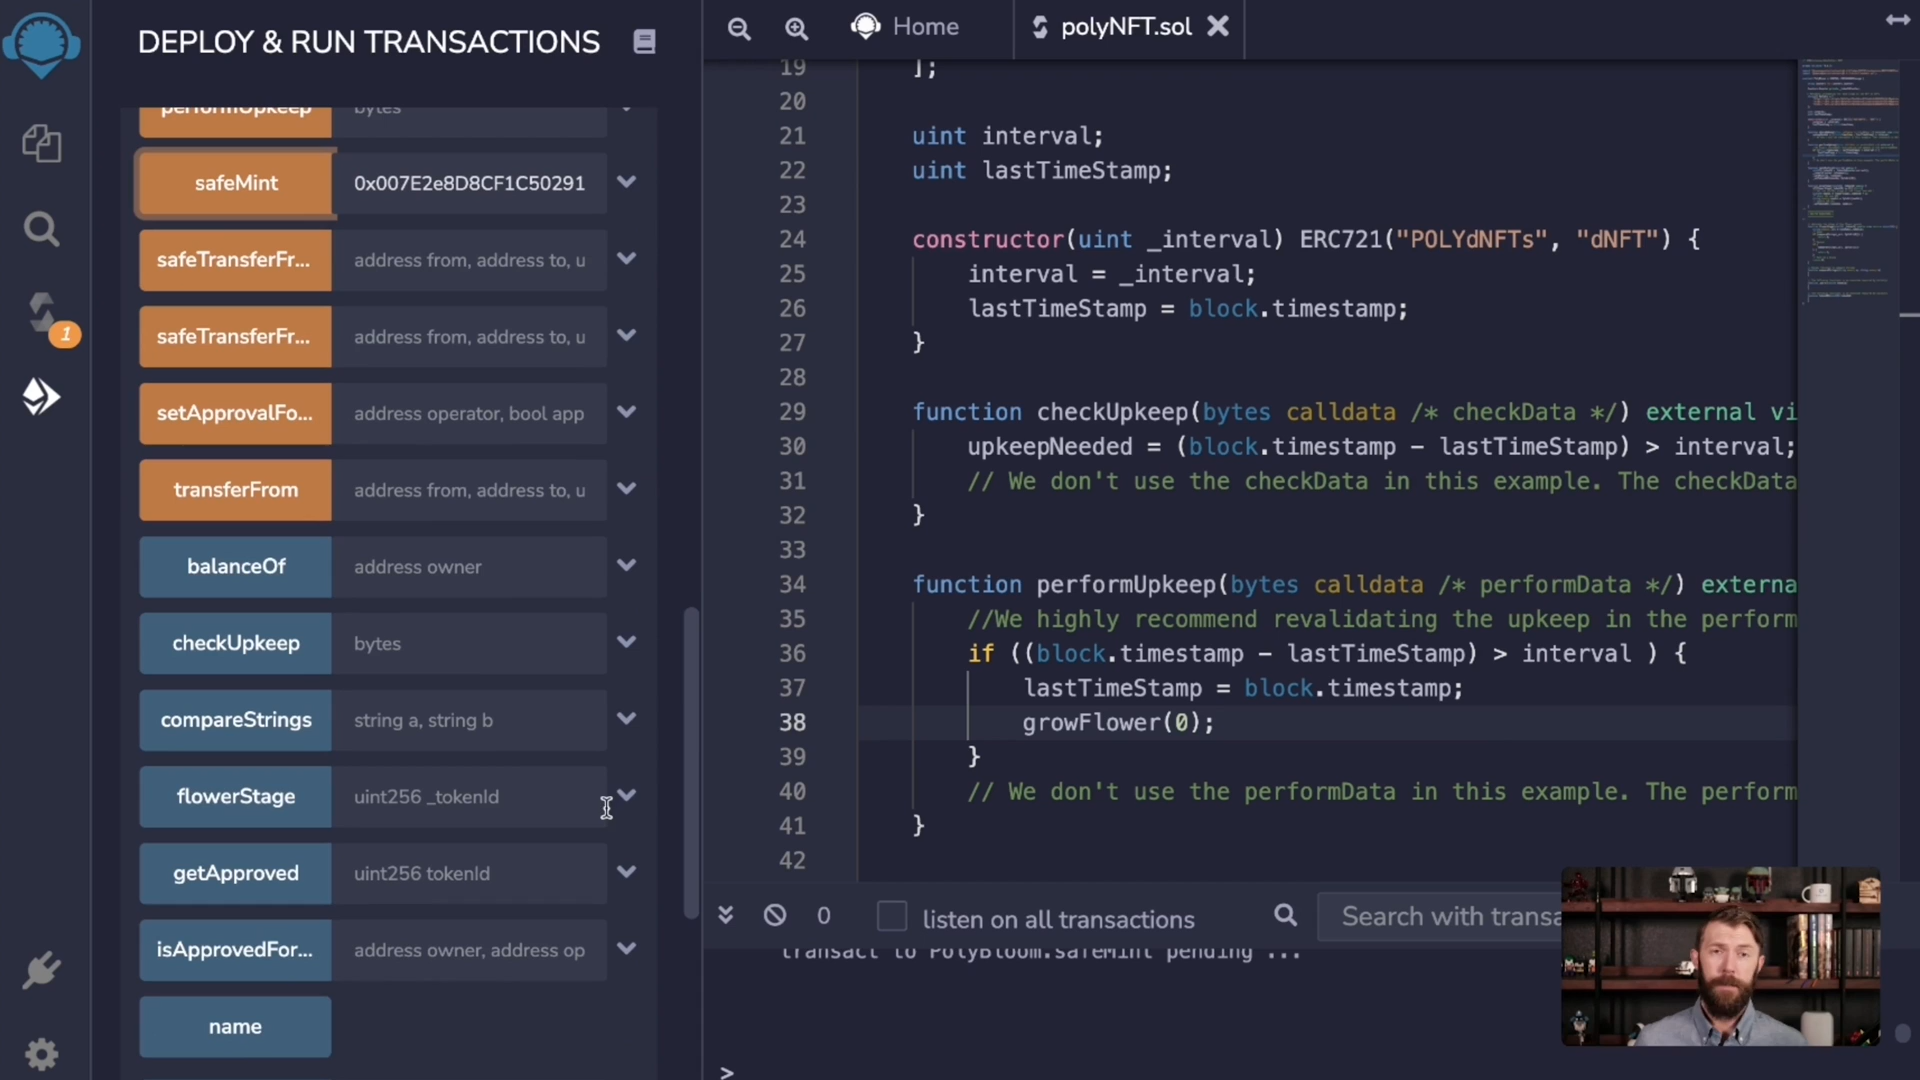 DEPLOY & RUN TRANSACTIONS
performUpkeep bytes
safeMint 0x007E2e8D8CF1C50291
safeTransferFr... address from, address to, u
safeTransferFr... address from, address to, u
setApprovalFo... address operator, bool app
transferFrom address from, address to, u
balanceOf address owner
checkUpkeep bytes
compareStrings string a, string b
flowerStage uint256 _tokenId
getApproved uint256 tokenId
isApprovedFor... address owner, address op
name
1
Home polyNFT.sol
19 ];
20
21 uint interval;
22 uint lastTimeStamp;
23
24 constructor(uint _interval) ERC721("POLYdNFTs", "dNFT") {
25 interval = _interval;
26 lastTimeStamp = block.timestamp;
27 }
28
29 function checkUpkeep(bytes calldata /* checkData */) external vi
30 upkeepNeeded = (block.timestamp - lastTimeStamp) > interval;
31 // We don't use the checkData in this example. The checkData
32 }
33
34 function performUpkeep(bytes calldata /* performData */) externa
35 //We highly recommend revalidating the upkeep in the perform
36 if ((block.timestamp - lastTimeStamp) > interval ) {
37 lastTimeStamp = block.timestamp;
38 growFlower(0);
39 }
40 // We don't use the performData in this example. The perform
41 }
42
0 listen on all transactions Search with transa
transact to PolyBloom.safeMint pending ...
>